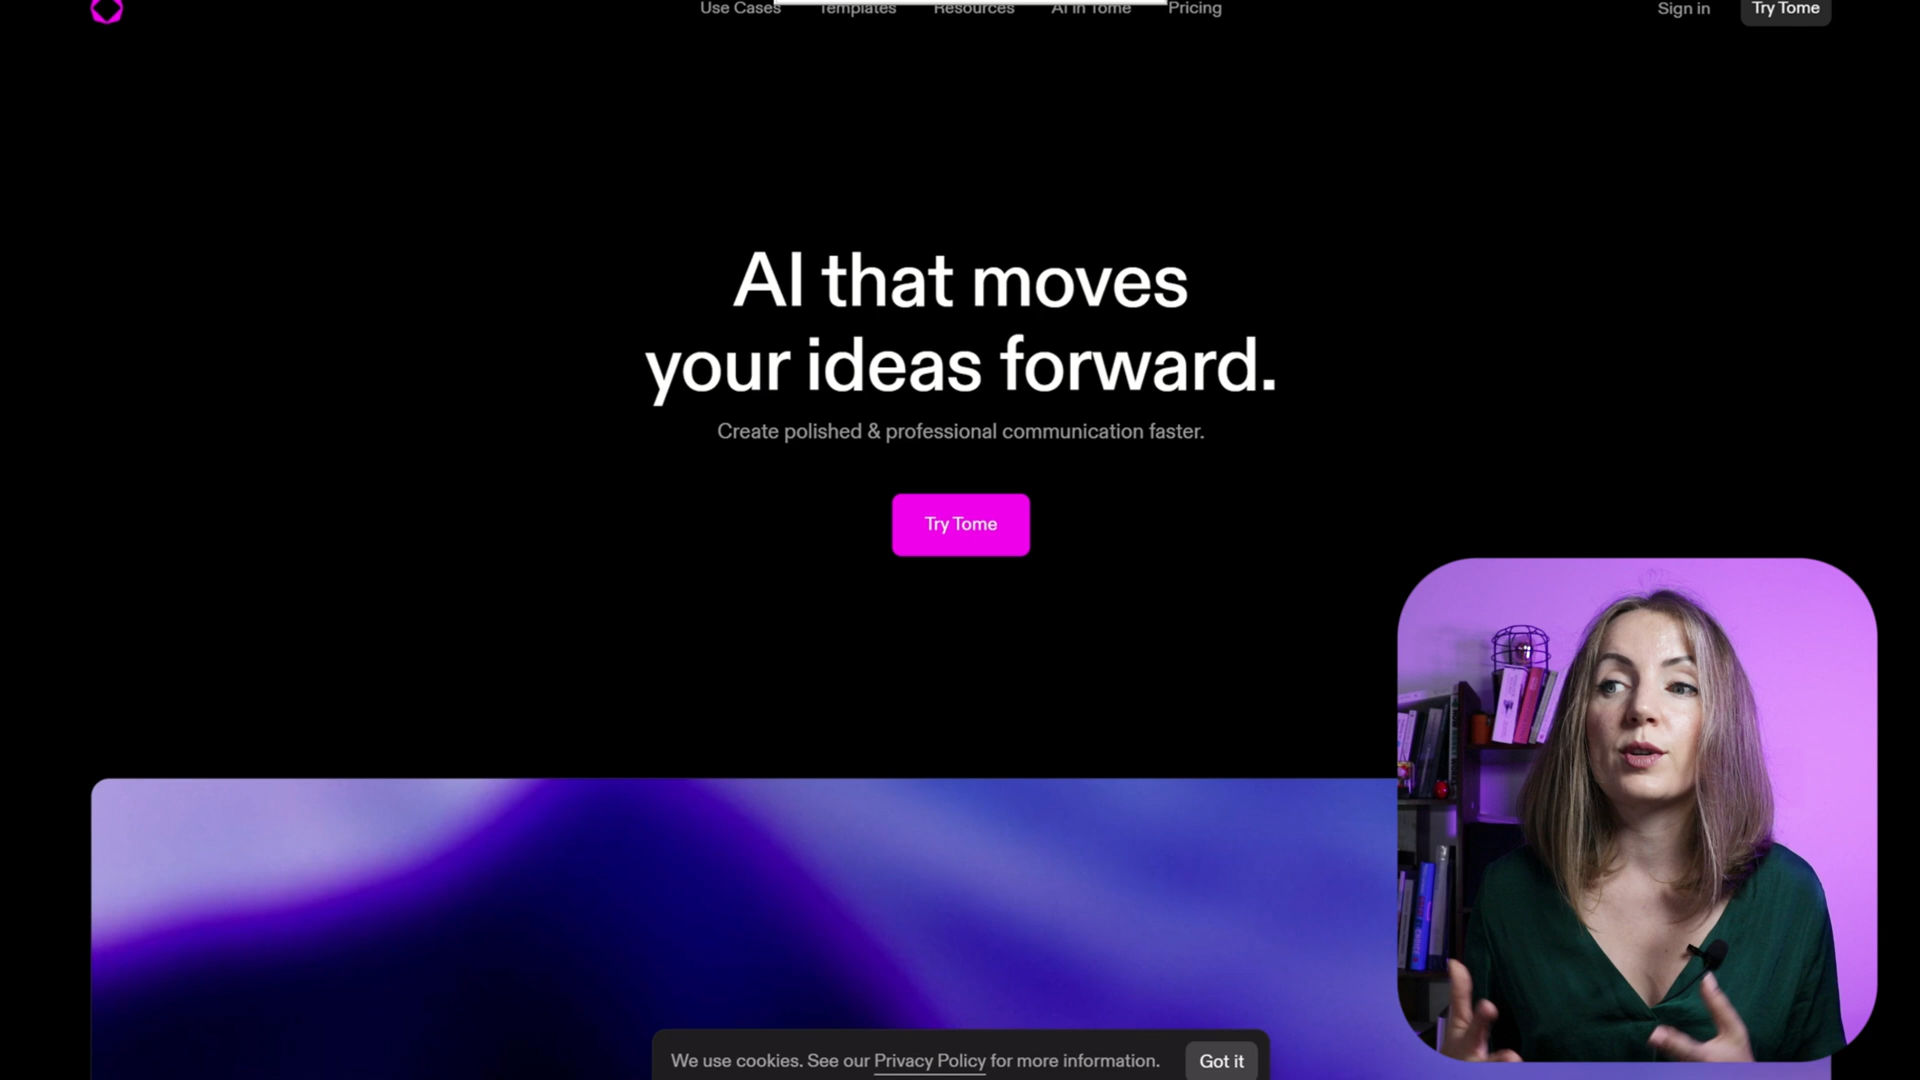 Use Cases
Templates
Resources
AI in Tome
Pricing
Sign in
Try Tome
AI that moves
your ideas forward.
Create polished & professional communication faster.
Try Tome
We use cookies. See our Privacy Policy for more information.
Got it